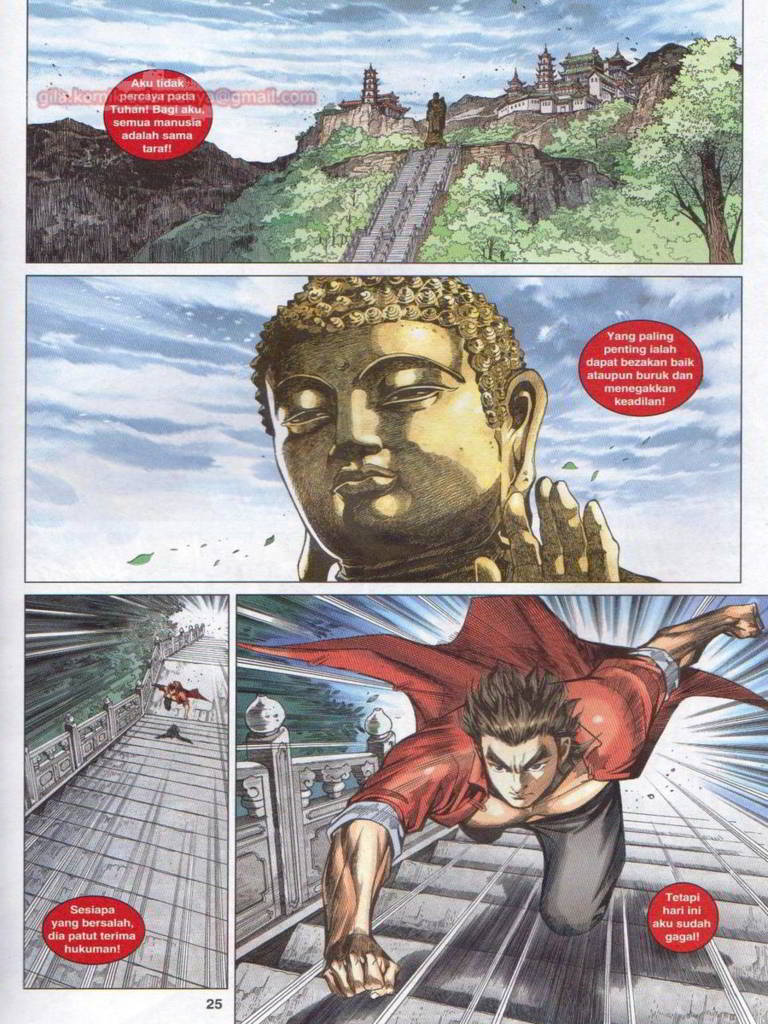 Aku tidak
percaya pada
Tuhan! Bagi aku,
semua manusia
adalah sama
taraf!
Yang paling
penting ialah
dapat bezakan baik
ataupun buruk dan
menegakkan
keadilan!
Sesiapa
yang bersalah,
dia patut terima
hukuman!
Tetapi
hari ini
aku sudah
gagal!
25